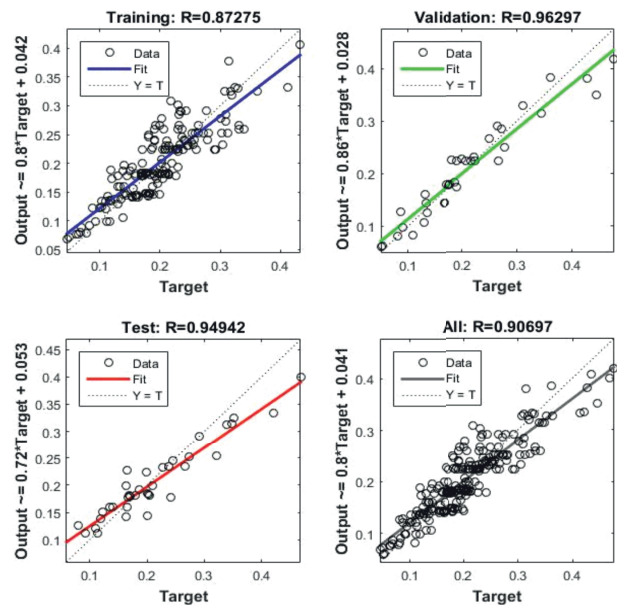 Training: R=0.87275
Output ~= 0.8*Target + 0.042
Data
Fit
Y = T
0.4
0.35
0.3
0.25
0.2
0.15
0.1
0.05
0.1
0.2
0.3
0.4
Target
Validation: R=0.96297
Output ~= 0.86*Target + 0.028
Data
Fit
Y = T
0.4
0.3
0.2
0.1
0.1
0.2
0.3
0.4
Target
Test: R=0.94942
Output ~= 0.72*Target + 0.053
Data
Fit
Y = T
0.45
0.4
0.35
0.3
0.25
0.2
0.15
0.1
0.1
0.2
0.3
0.4
Target
All: R=0.90697
Output ~= 0.8*Target + 0.041
Data
Fit
Y = T
0.4
0.3
0.2
0.1
0.1
0.2
0.3
0.4
Target